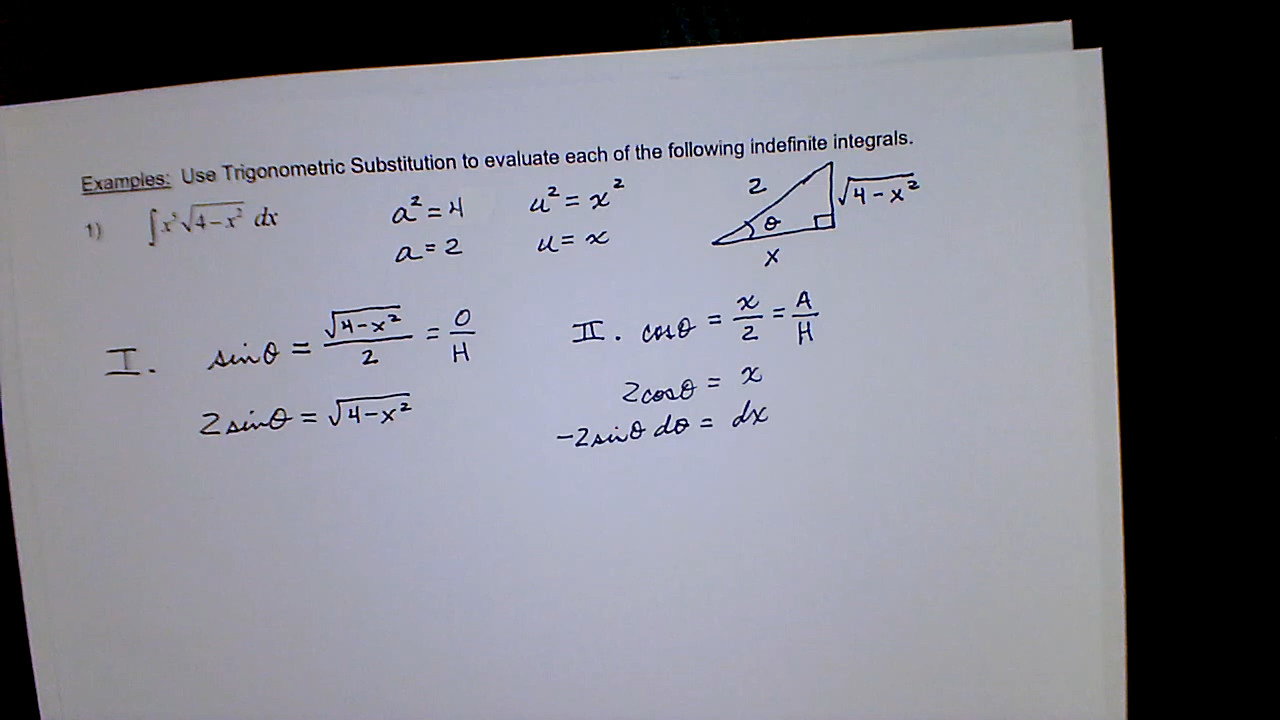 Examples: Use Trigonometric Substitution to evaluate each of the following indefinite integrals.
1) ∫ √(4−x²) dx
a² = 4
a = 2
u² = x²
u = x
2
√(4−x²)
θ
x
I. sinθ = √(4−x²)/2 = O/H
2sinθ = √(4−x²)
II. cosθ = x/2 = A/H
2cosθ = x
−2sinθ dθ = dx